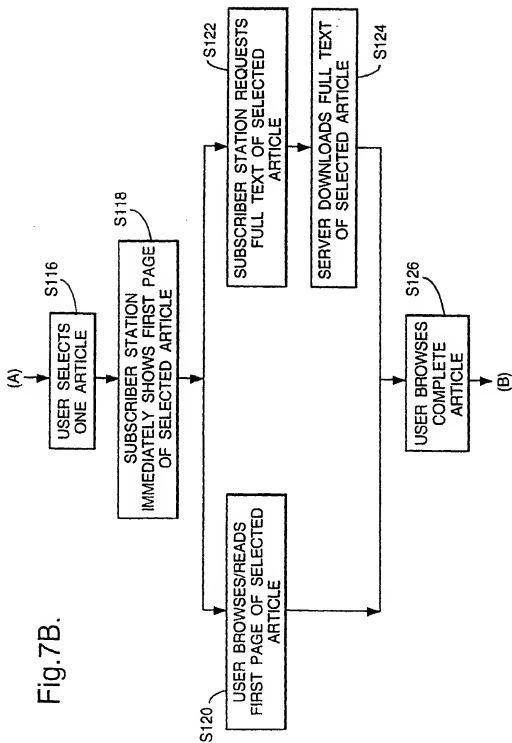 Fig.7B.
(A)
S116
USER SELECTS
ONE ARTICLE
S118
SUBSCRIBER STATION
IMMEDIATELY SHOWS FIRST PAGE
OF SELECTED ARTICLE
S120
USER BROWSES/READS
FIRST PAGE OF SELECTED
ARTICLE
S122
SUBSCRIBER STATION REQUESTS
FULL TEXT OF SELECTED
ARTICLE
S124
SERVER DOWNLOADS FULL TEXT
OF SELECTED ARTICLE
S126
USER BROWSES
COMPLETE
ARTICLE
(B)